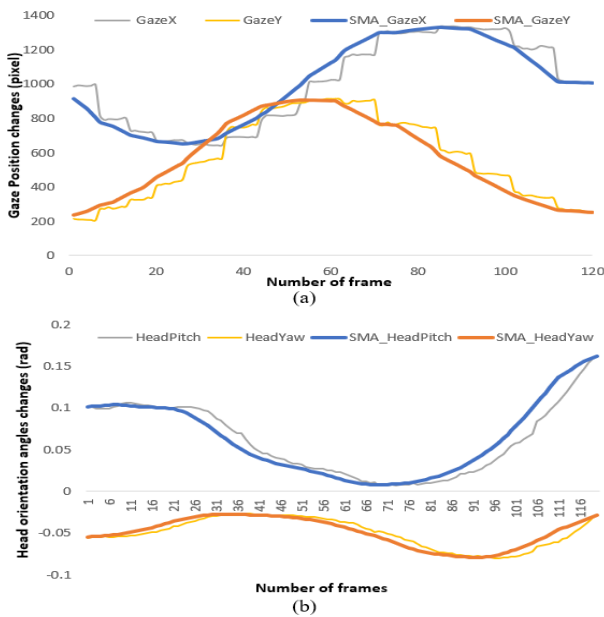 GazeX GazeY SMA_GazeX SMA_GazeY
Gaze Position changes (pixel)
1400
1200
1000
800
600
400
200
0
0 20 40 60 80 100 120
Number of frame
(a)
HeadPitch HeadYaw SMA_HeadPitch SMA_HeadYaw
Head orientation angles changes (rad)
0.2
0.15
0.1
0.05
0
-0.05
-0.1
1 6 11 16 21 26 31 36 41 46 51 56 61 66 71 76 81 86 91 96 101 106 111 116
Number of frames
(b)